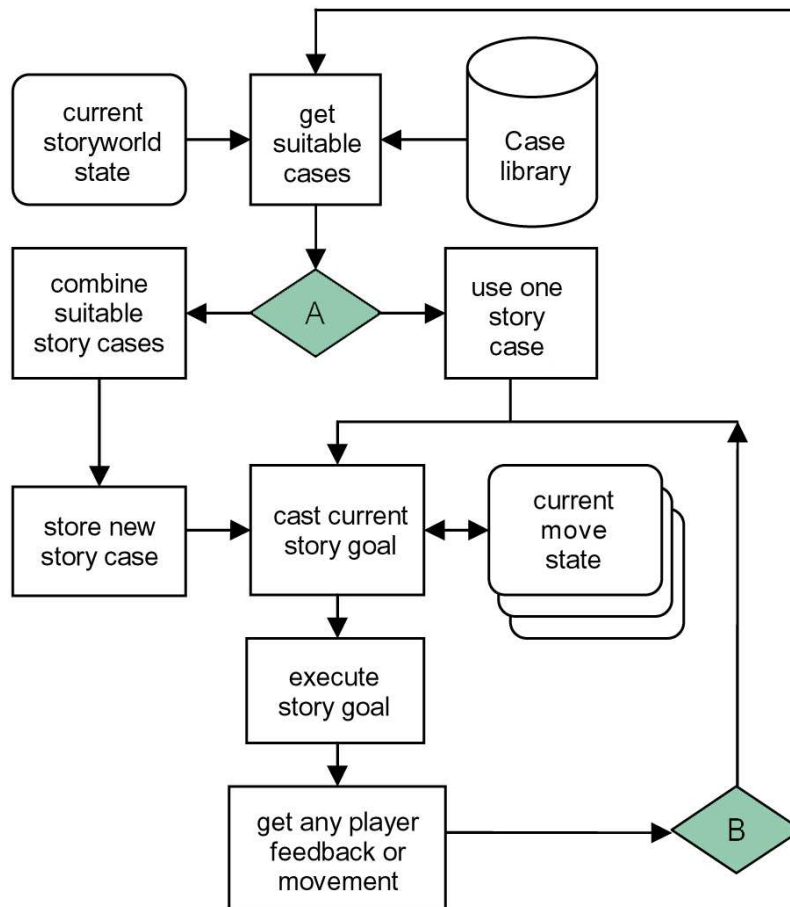 current
storyworld
state
get
suitable
cases
Case
library
combine
suitable
story cases
A
use one
story
case
store new
story case
cast current
story goal
current
move
state
execute
story goal
get any player
feedback or
movement
B